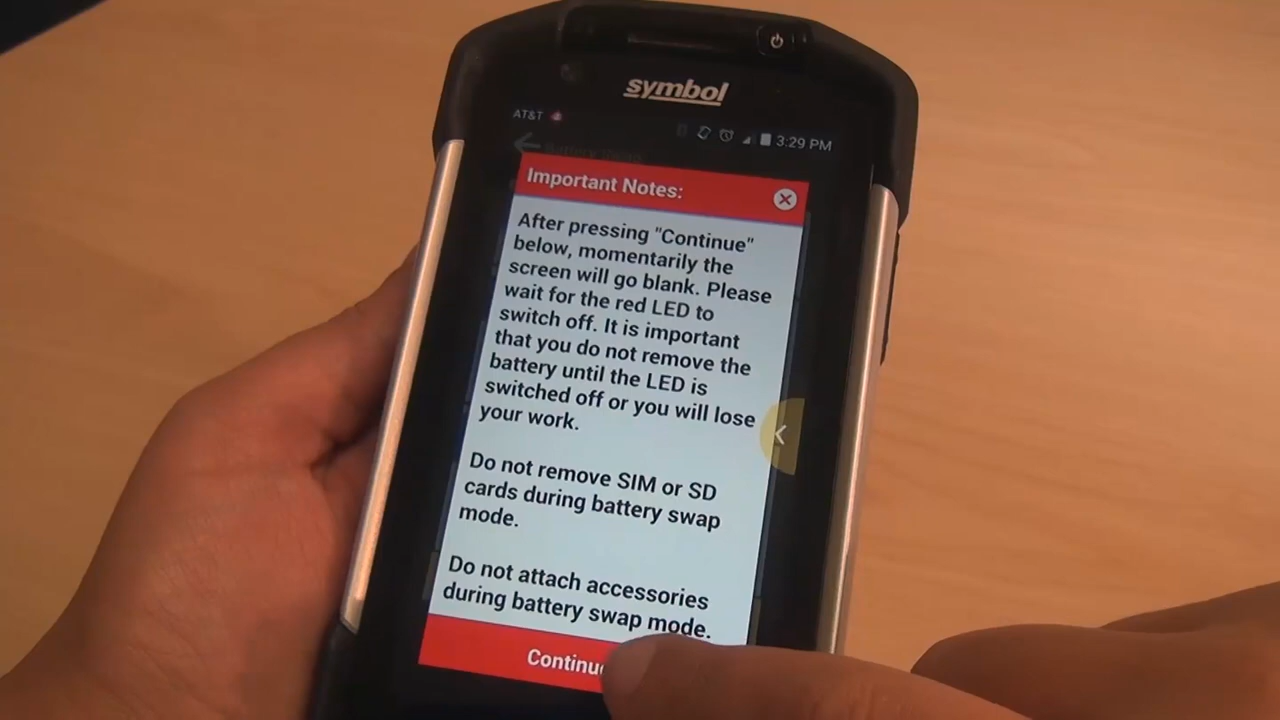 symbol
AT&T
3:29 PM
Important Notes:
After pressing "Continue"
below, momentarily the
screen will go blank. Please
wait for the red LED to
switch off. It is important
that you do not remove the
battery until the LED is
switched off or you will lose
your work.
Do not remove SIM or SD
cards during battery swap
mode.
Do not attach accessories
during battery swap mode.